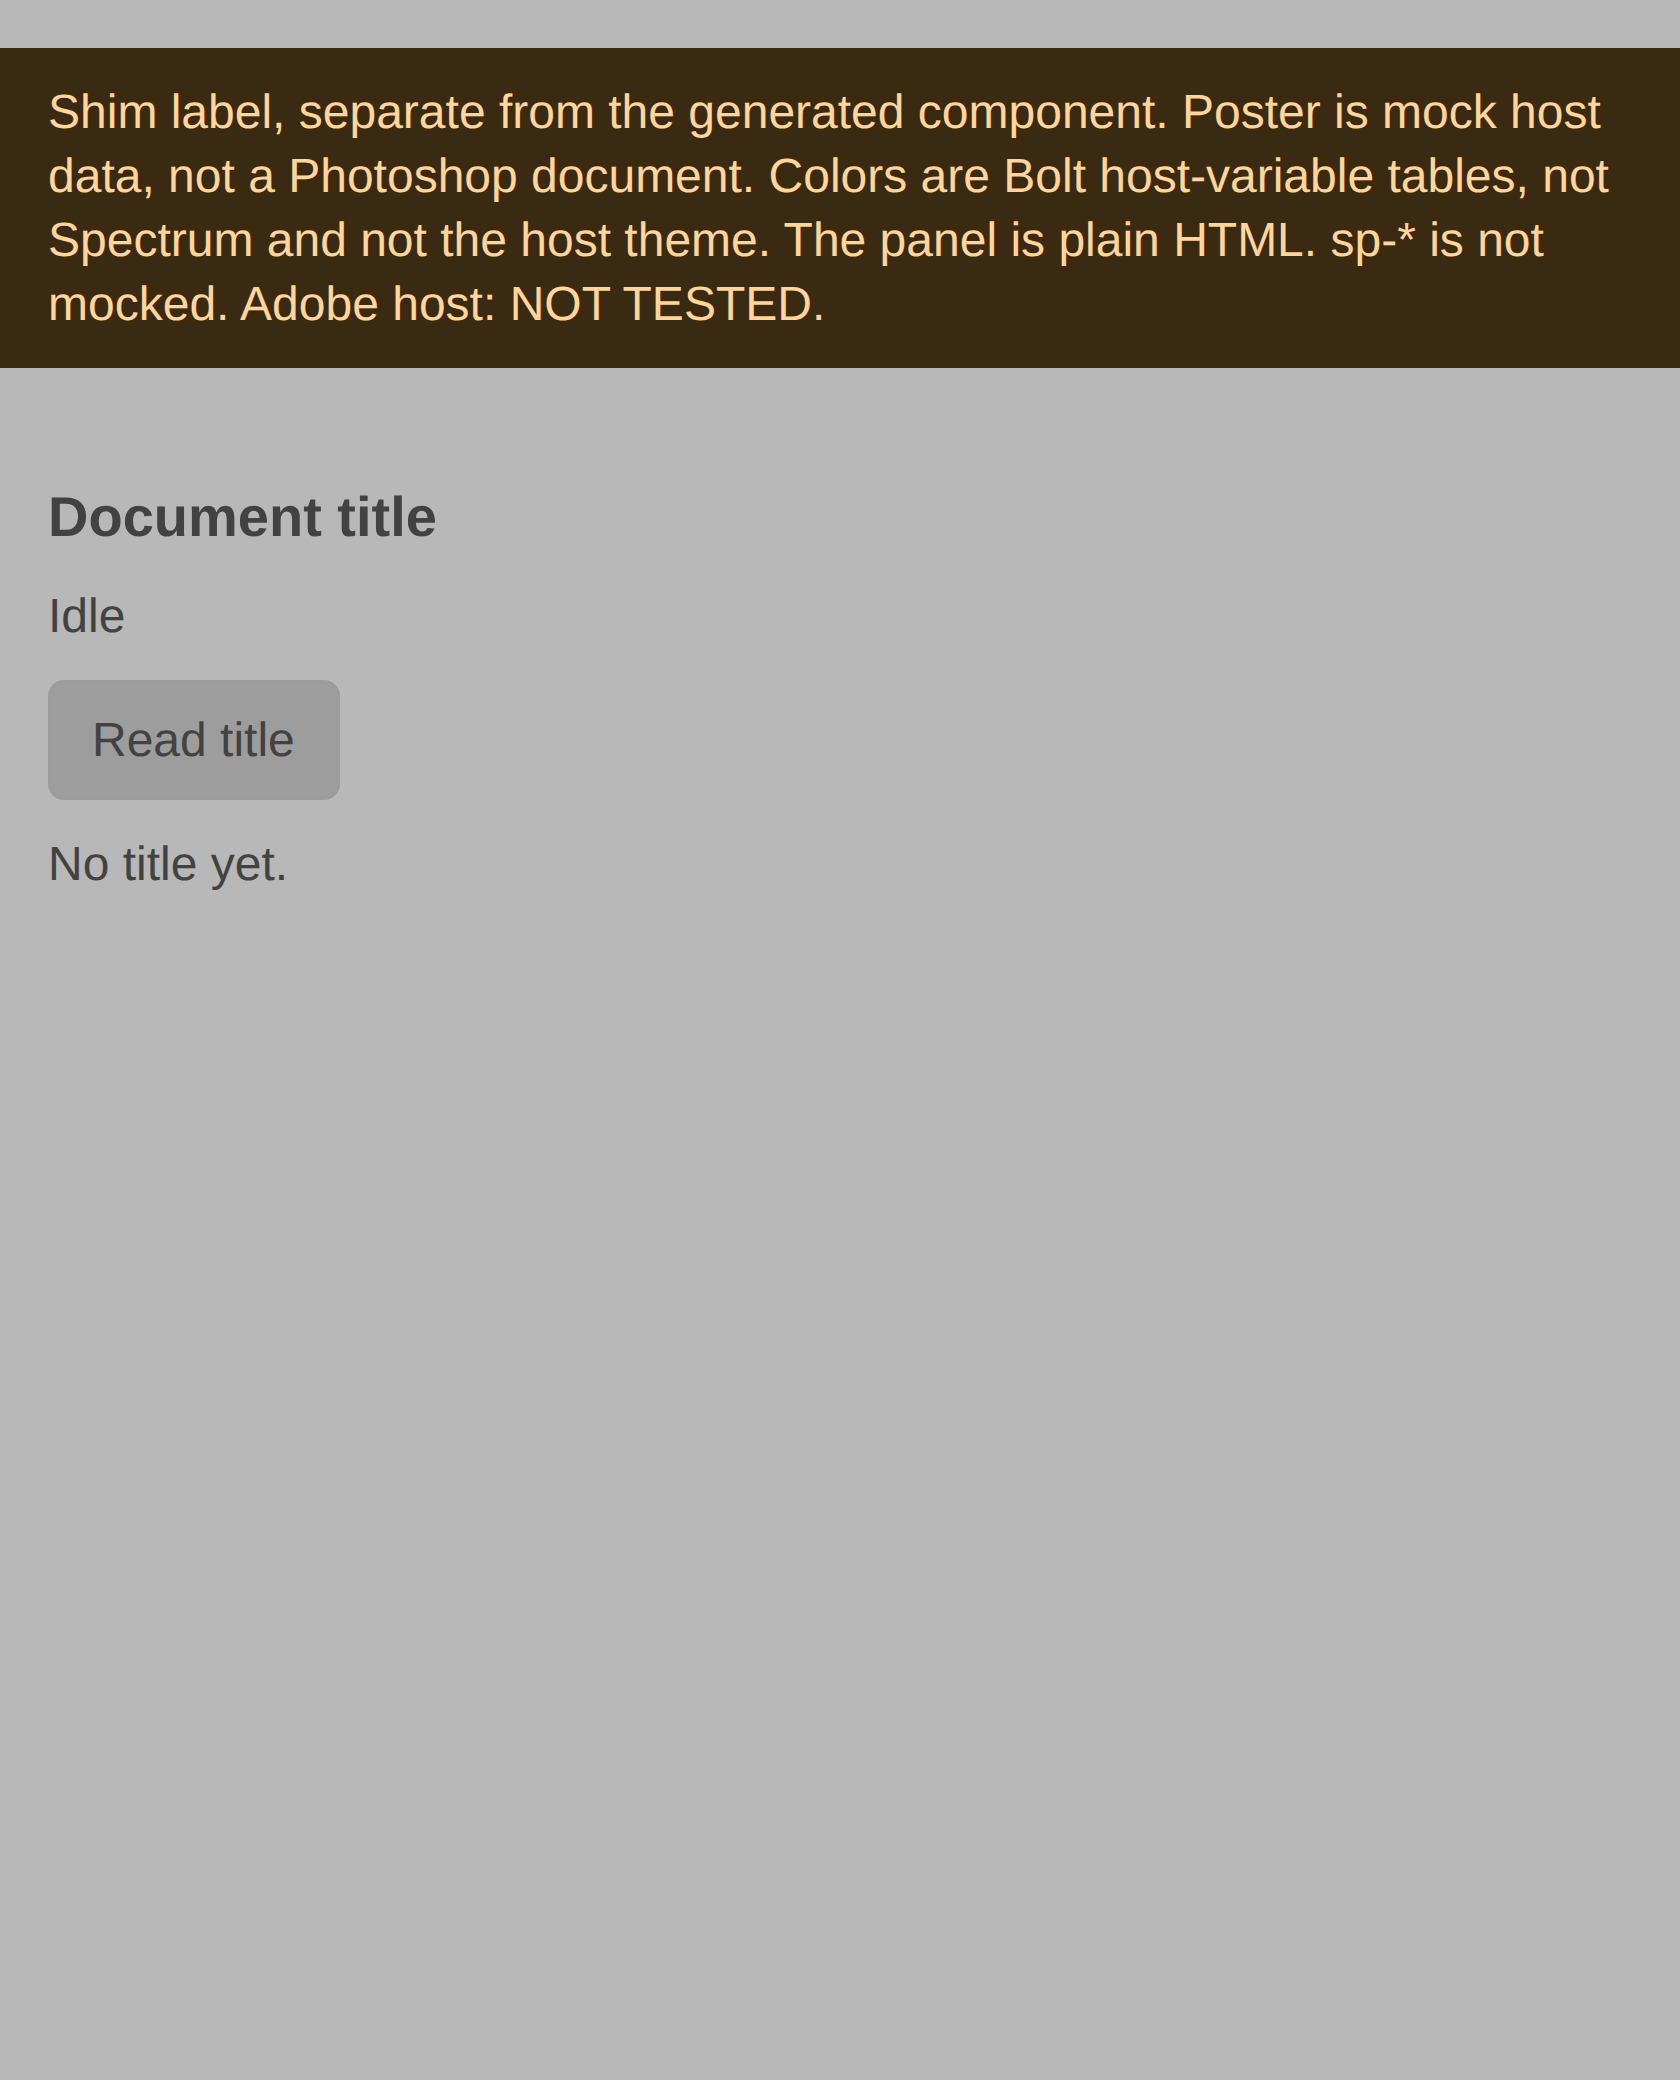 Shim label, separate from the generated component. Poster is mock host
data, not a Photoshop document. Colors are Bolt host-variable tables, not
Spectrum and not the host theme. The panel is plain HTML. sp-* is not
mocked. Adobe host: NOT TESTED.
Document title
Idle
Read title
No title yet.